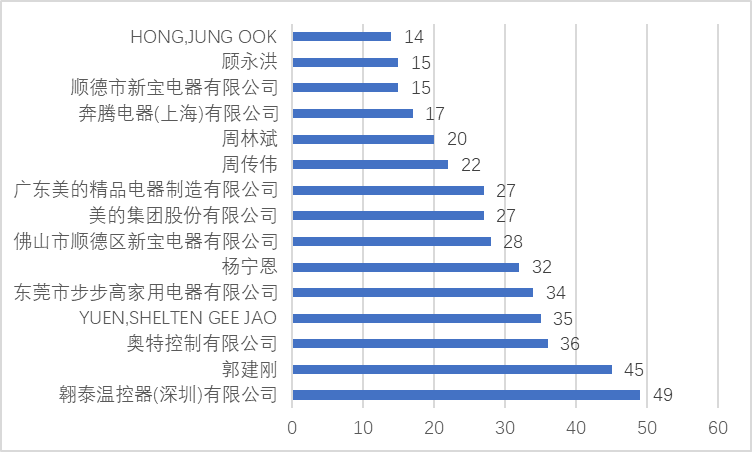 HONG,JUNG OOK 14
顾永洪 15
顺德市新宝电器有限公司 15
奔腾电器(上海)有限公司 17
周林斌 20
周传伟 22
广东美的精品电器制造有限公司 27
美的集团股份有限公司 27
佛山市顺德区新宝电器有限公司 28
杨宁恩 32
东莞市步步高家用电器有限公司 34
YUEN,SHELTEN GEE JAO 35
奥特控制有限公司 36
郭建刚 45
翱泰温控器(深圳)有限公司 49
0 10 20 30 40 50 60